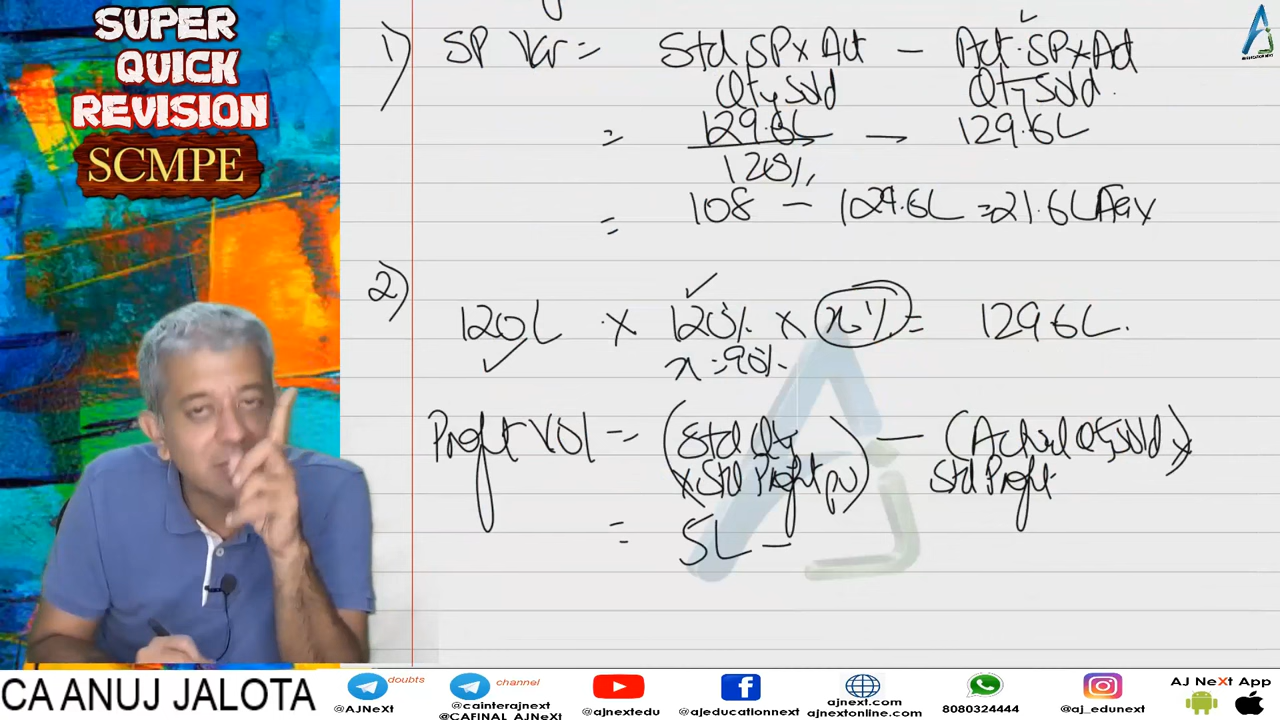 SUPER
QUICK
REVISION
SCMPE
1) SP Var = Std SP x Act - Act. SP x Act
Qty Sold Qty Sold.
= 129.6L - 129.6L
120%
= 108 - 129.6L = 21.6L Fav
2) 120L x 120% x x% = 129.6L.
x = 90%
Profit Vol = (Std Qty - (Actual Qty Sold) x
x Std Profit pu) Std Profit
= 5L -
CA ANUJ JALOTA
doubts
@AJNeXt
channel
@cainterajnext
@CAFINAL_AJNeXt
@ajnextedu
@ajeducationnext
ajnext.com
ajnextonline.com
8080324444
@aj_edunext
AJ NeXt App